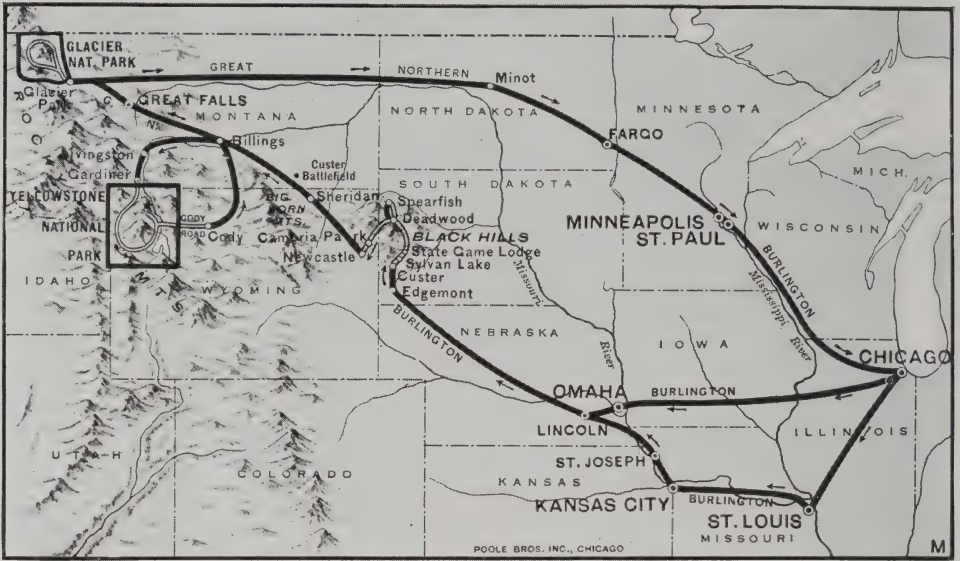 GLACIER
NAT. PARK
Glacier
Park
GREAT
NORTHERN
Minot
GREAT FALLS
MONTANA
NORTH DAKOTA
MINNESOTA
FARGO
ROCKY
Billings
Livingston
Gardiner
Custer
Battlefield
MICH.
SOUTH DAKOTA
YELLOWSTONE
NATIONAL
PARK
BIG
HORN
MTS.
Sheridan
Spearfish
Deadwood
CODY
ROAD
Cody
Cambria Park
BLACK HILLS
Newcastle
State Game Lodge
Sylvan Lake
Custer
Edgemont
MINNEAPOLIS
ST. PAUL
WISCONSIN
IDAHO
MTS
WYOMING
Missouri
River
BURLINGTON
Mississippi
River
BURLINGTON
NEBRASKA
IOWA
CHICAGO
OMAHA
BURLINGTON
LINCOLN
ILLINOIS
UTAH
COLORADO
ST. JOSEPH
KANSAS
KANSAS CITY
BURLINGTON
ST. LOUIS
MISSOURI
POOLE BROS. INC., CHICAGO
M